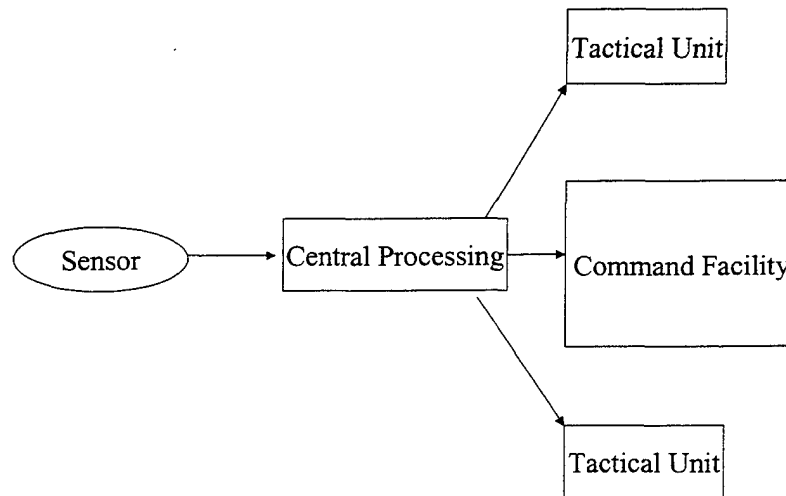 Tactical Unit
Sensor
Central Processing
Command Facility
Tactical Unit